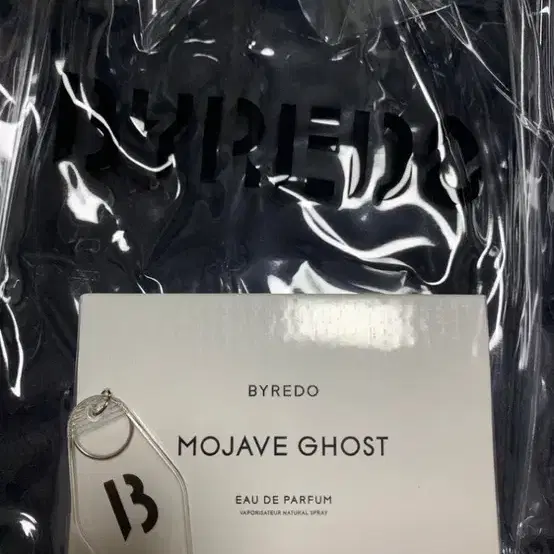 BYREDO
BYREDO
MOJAVE GHOST
EAU DE PARFUM
VAPORISATEUR NATURAL SPRAY
B